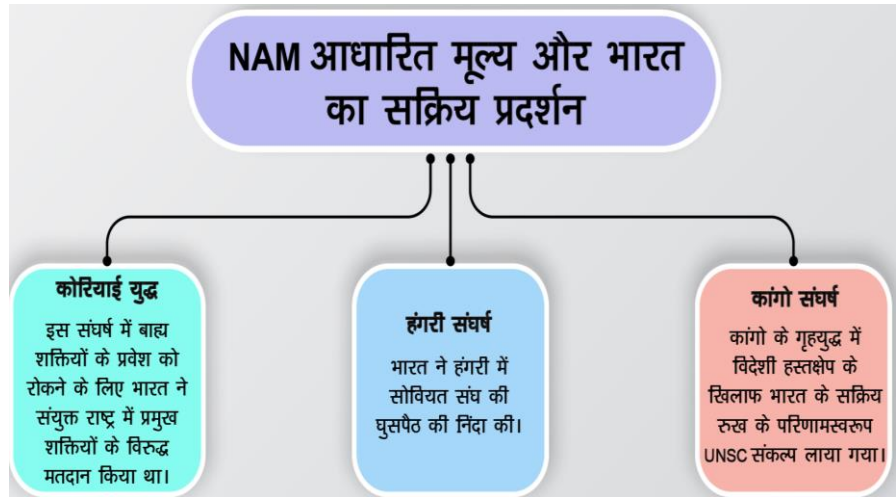 NAM आधारित मूल्य और भारत
का सक्रिय प्रदर्शन
कोरियाई युद्ध
इस संघर्ष में बाह्य
शक्तियों के प्रवेश को
रोकने के लिए भारत ने
संयुक्त राष्ट्र में प्रमुख
शक्तियों के विरुद्ध
मतदान किया था।
हंगरी संघर्ष
भारत ने हंगरी में
सोवियत संघ की
घुसपैठ की निंदा की।
कांगो संघर्ष
कांगो के गृहयुद्ध में
विदेशी हस्तक्षेप के
खिलाफ भारत के सक्रिय
रुख के परिणामस्वरूप
UNSC संकल्प लाया गया।